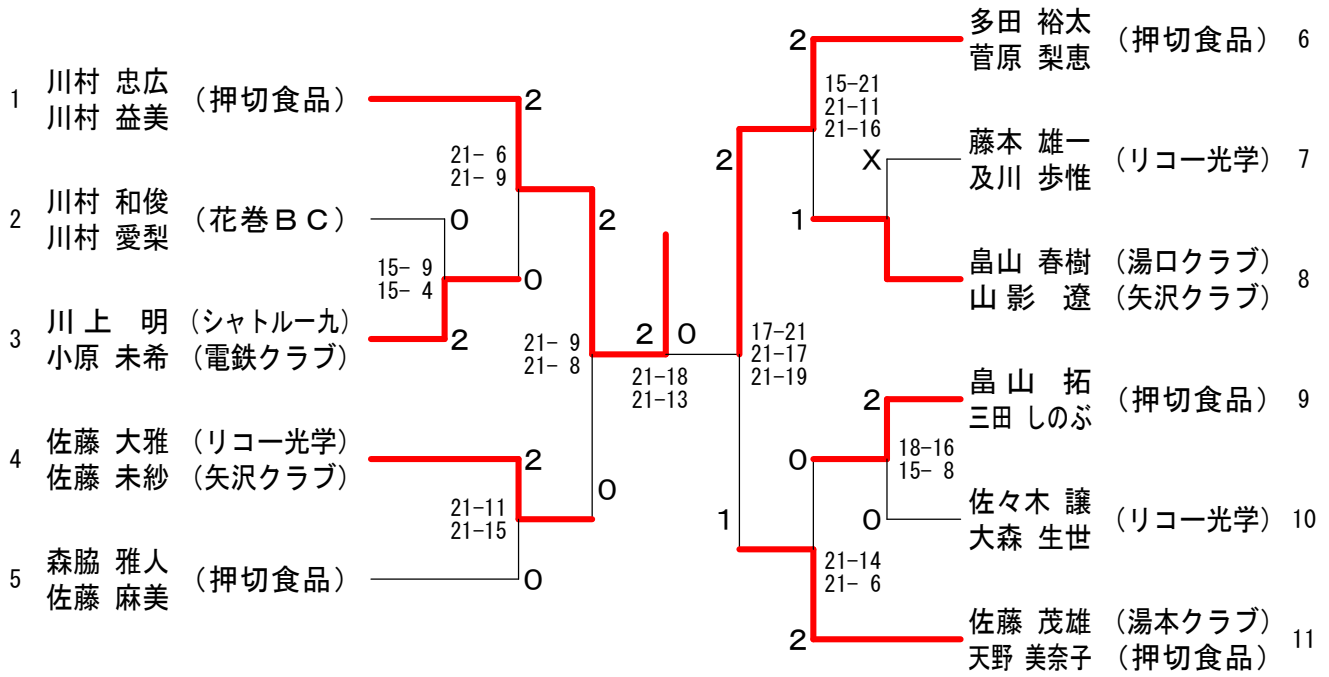 1 川村 忠広 (押切食品) 2
川村 益美
21- 6
21- 9
2 川村 和俊 (花巻BC) 0
川村 愛梨
2
15- 9
15- 4
0
3 川上 明 (シャトル一九) 2
小原 未希 (電鉄クラブ)
21- 9
21- 8
2 0
21-18
21-13
4 佐藤 大雅 (リコー光学) 2
佐藤 未紗 (矢沢クラブ)
21-11
21-15
0
5 森脇 雅人 (押切食品) 0
佐藤 麻美
2 多田 裕太 (押切食品) 6
菅原 梨恵
15-21
21-11
21-16
2
X 藤本 雄一 (リコー光学) 7
及川 歩惟
1
畠山 春樹 (湯口クラブ) 8
山影 遼 (矢沢クラブ)
17-21
21-17
21-19
2 畠山 拓 (押切食品) 9
三田 しのぶ
18-16
15- 8
0
0 佐々木 譲 (リコー光学) 10
大森 生世
1
21-14
21- 6
2 佐藤 茂雄 (湯本クラブ) 11
天野 美奈子 (押切食品)